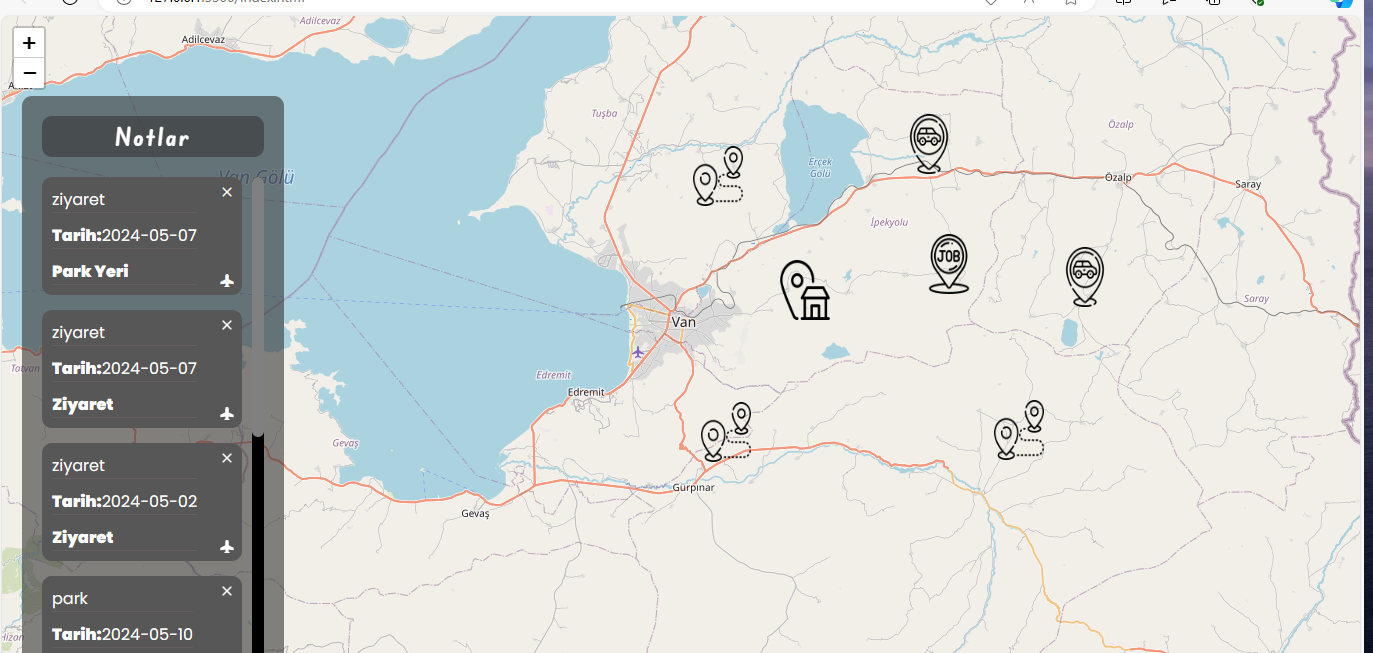 +
−
Notlar
ziyaret
×
Tarih:2024-05-07
Park Yeri
ziyaret
×
Tarih:2024-05-07
Ziyaret
ziyaret
×
Tarih:2024-05-02
Ziyaret
park
×
Tarih:2024-05-10
Adilcevaz
Adilcevaz
Van Gölü
Tuşba
Erçek
Gölü
Özalp
Özalp
Saray
İpekyolu
JOB
Saray
Van
Tatvan
Edremit
Edremit
Gevaş
Gürpınar
Gevaş
Hizan